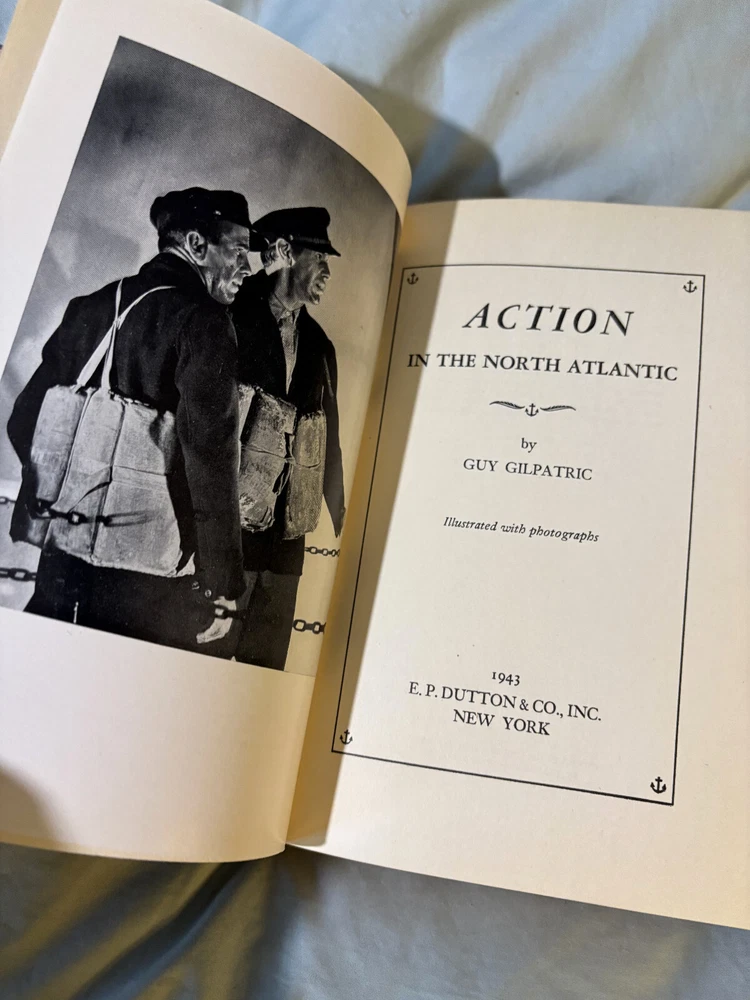 ACTION
IN THE NORTH ATLANTIC
by
GUY GILPATRIC
Illustrated with photographs
1943
E. P. DUTTON & CO., INC.
NEW YORK